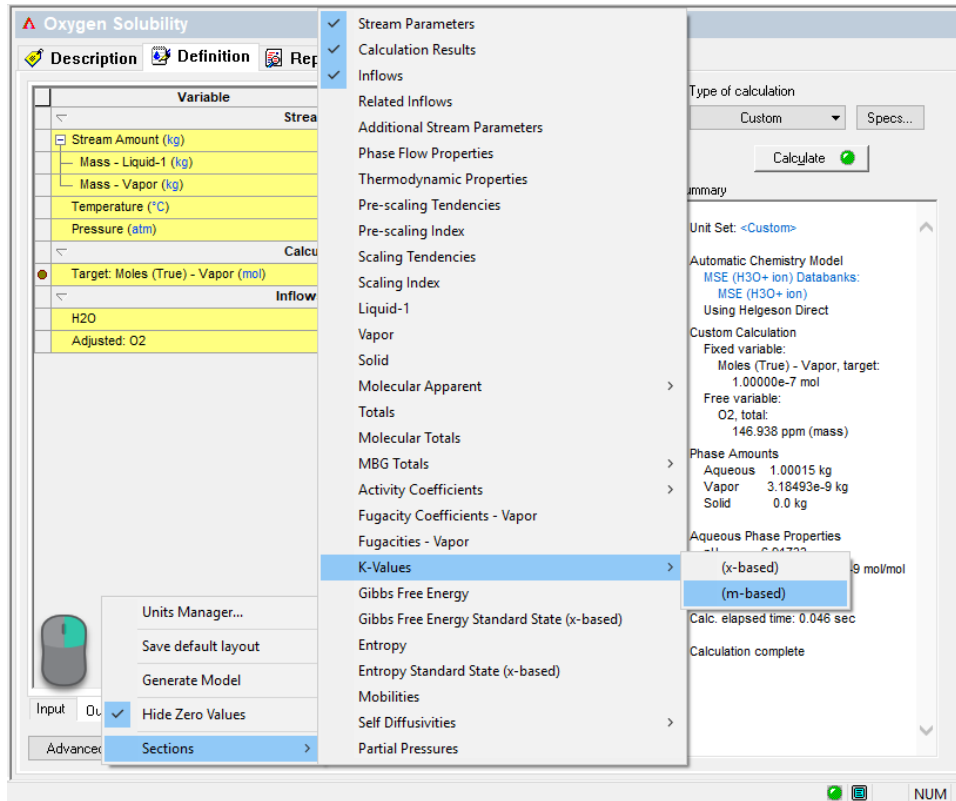 Oxygen Solubility
Description
Definition
Rep
Variable
Strea
Stream Amount (kg)
Mass - Liquid-1 (kg)
Mass - Vapor (kg)
Temperature (°C)
Pressure (atm)
Calcu
Target: Moles (True) - Vapor (mol)
Inflow
H2O
Adjusted: O2
Input
Ou
Advanced
Units Manager...
Save default layout
Generate Model
Hide Zero Values
Sections
Stream Parameters
Calculation Results
Inflows
Related Inflows
Additional Stream Parameters
Phase Flow Properties
Thermodynamic Properties
Pre-scaling Tendencies
Pre-scaling Index
Scaling Tendencies
Scaling Index
Liquid-1
Vapor
Solid
Molecular Apparent
Totals
Molecular Totals
MBG Totals
Activity Coefficients
Fugacity Coefficients - Vapor
Fugacities - Vapor
K-Values
Gibbs Free Energy
Gibbs Free Energy Standard State (x-based)
Entropy
Entropy Standard State (x-based)
Mobilities
Self Diffusivities
Partial Pressures
(x-based)
(m-based)
Type of calculation
Custom
Specs...
Calculate
ummary
Unit Set: <Custom>
Automatic Chemistry Model
MSE (H3O+ ion) Databanks:
MSE (H3O+ ion)
Using Helgeson Direct
Custom Calculation
Fixed variable:
Moles (True) - Vapor, target:
1.00000e-7 mol
Free variable:
O2, total:
146.938 ppm (mass)
Phase Amounts
Aqueous 1.00015 kg
Vapor 3.18493e-9 kg
Solid 0.0 kg
Aqueous Phase Properties
-9 mol/mol
Calc. elapsed time: 0.046 sec
Calculation complete
NUM